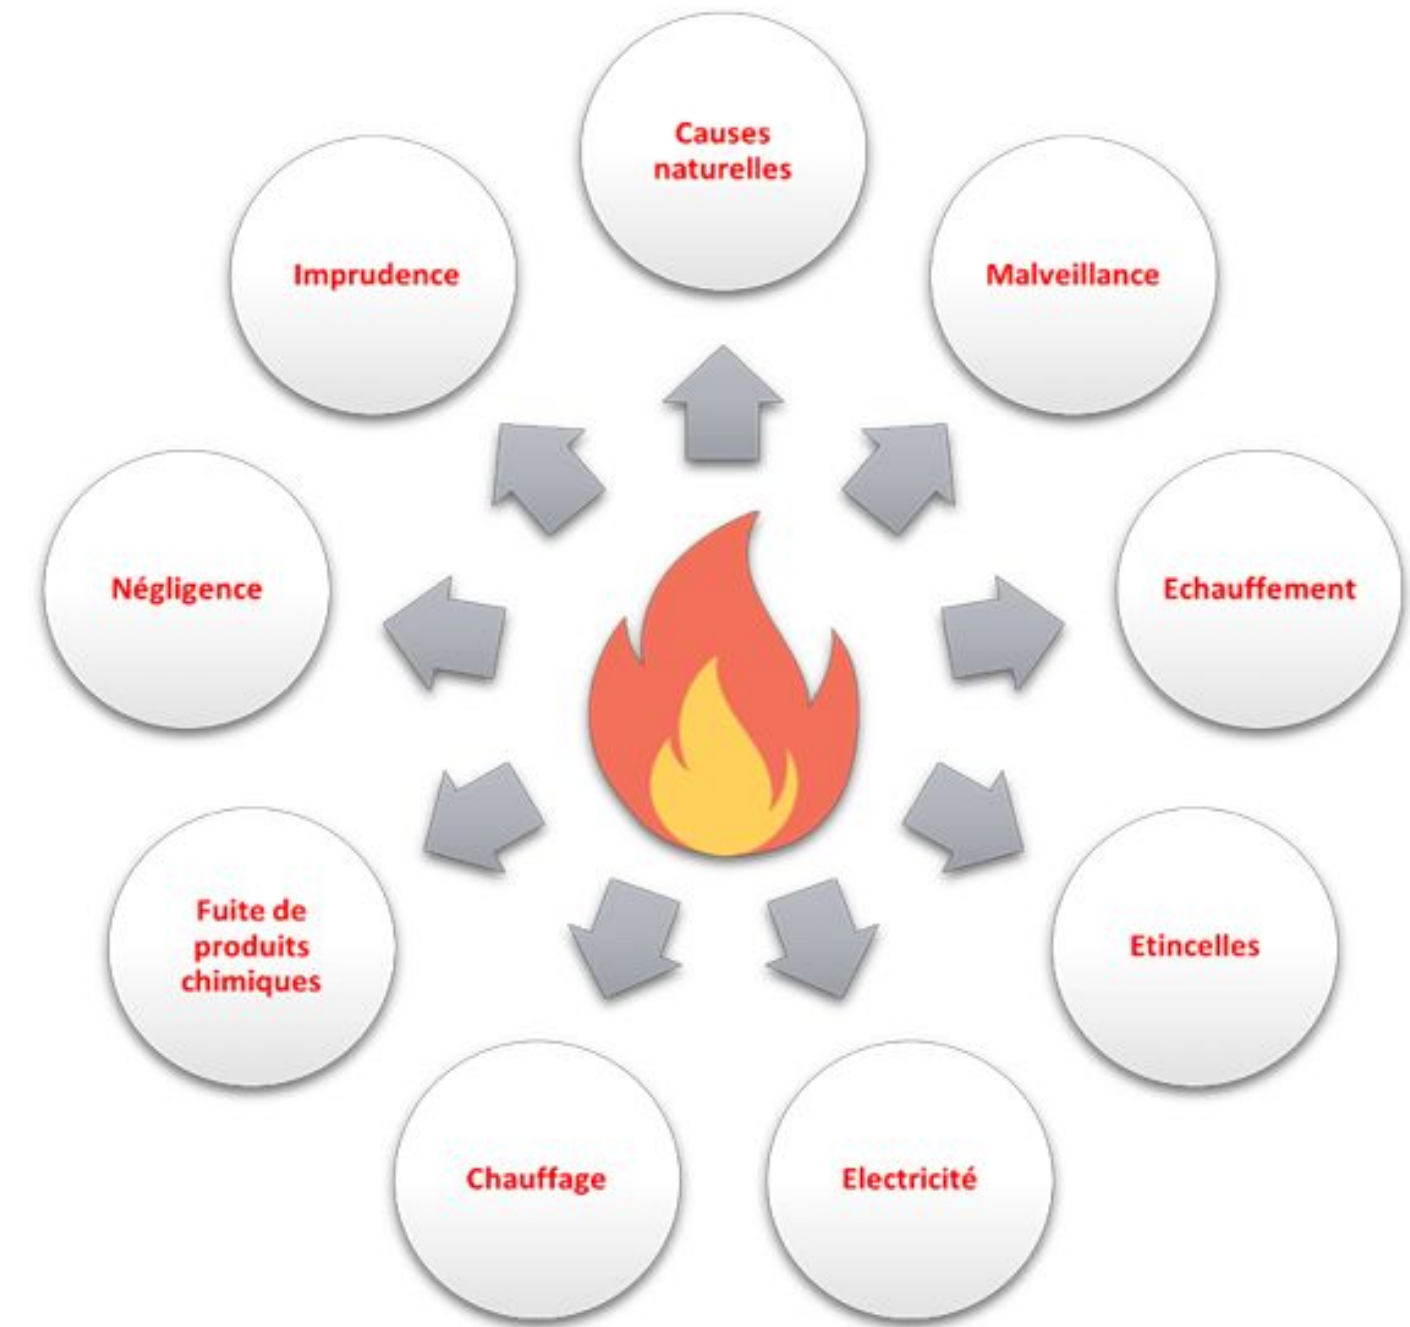 Causes
naturelles
Malveillance
Echauffement
Etincelles
Electricité
Chauffage
Fuite de
produits
chimiques
Négligence
Imprudence